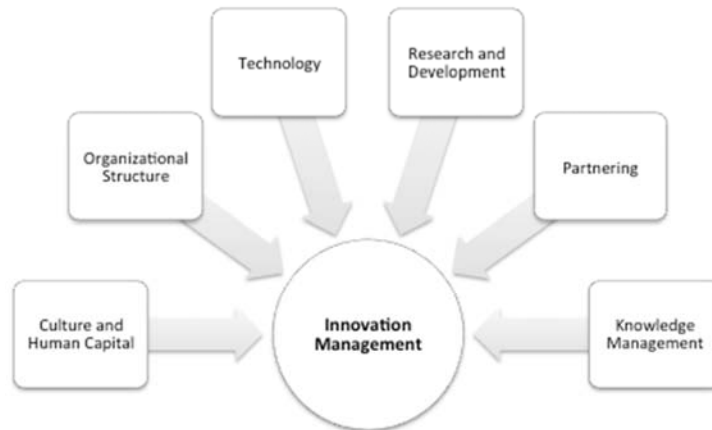 Technology
Research and
Development
Organizational
Structure
Partnering
Culture and
Human Capital
Innovation
Management
Knowledge
Management